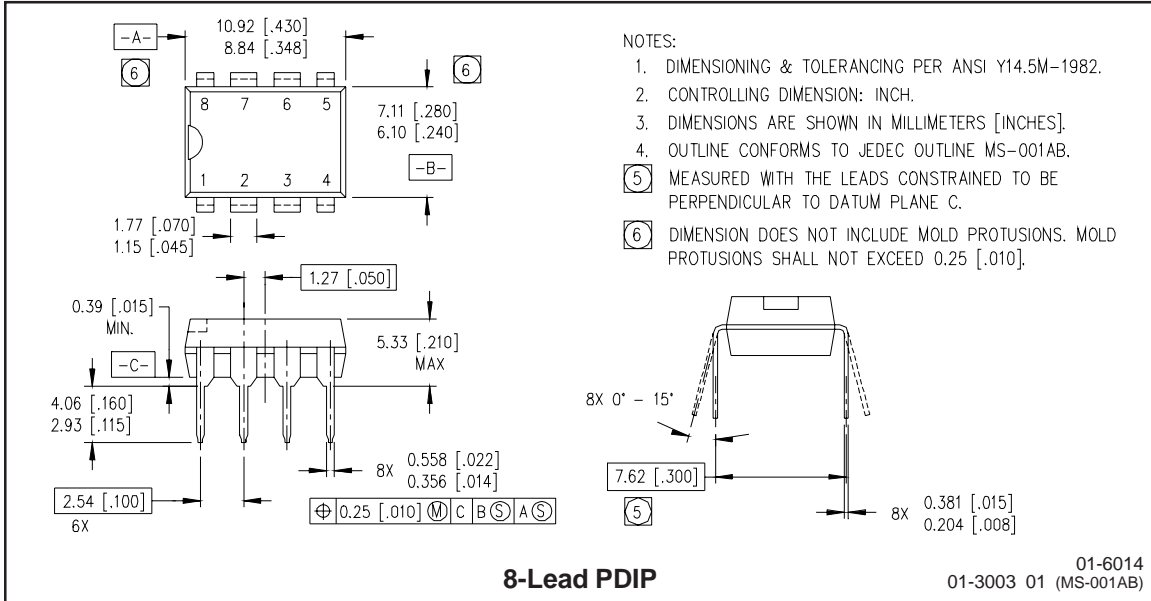 10.92 [.430]
8.84 [.348]
-A-
6
6
8 7 6 5
1 2 3 4
7.11 [.280]
6.10 [.240]
-B-
1.77 [.070]
1.15 [.045]
1.27 [.050]
0.39 [.015]
MIN.
-C-
5.33 [.210]
MAX
4.06 [.160]
2.93 [.115]
8X 0.558 [.022]
0.356 [.014]
2.54 [.100]
6X
⌖ 0.25 [.010] Ⓜ C B Ⓢ A Ⓢ
NOTES:
1. DIMENSIONING & TOLERANCING PER ANSI Y14.5M-1982.
2. CONTROLLING DIMENSION: INCH.
3. DIMENSIONS ARE SHOWN IN MILLIMETERS [INCHES].
4. OUTLINE CONFORMS TO JEDEC OUTLINE MS-001AB.
5 MEASURED WITH THE LEADS CONSTRAINED TO BE
PERPENDICULAR TO DATUM PLANE C.
6 DIMENSION DOES NOT INCLUDE MOLD PROTUSIONS. MOLD
PROTUSIONS SHALL NOT EXCEED 0.25 [.010].
8X 0° - 15°
7.62 [.300]
5
8X 0.381 [.015]
0.204 [.008]
8-Lead PDIP
01-6014
01-3003 01 (MS-001AB)